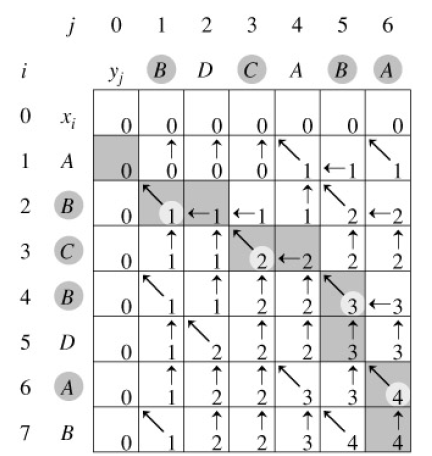 j 0 1 2 3 4 5 6
i y_j B D C A B A
0 x_i 0 0 0 0 0 0 0
1 A 0 ↑0 ↑0 ↑0 ↖1 ←1 ↖1
2 B 0 ↖1 ←1 ←1 ↑1 ↖2 ←2
3 C 0 ↑1 ↑1 ↖2 ←2 ↑2 ↑2
4 B 0 ↖1 ↑1 ↑2 ↑2 ↖3 ←3
5 D 0 ↑1 ↖2 ↑2 ↑2 ↑3 ↑3
6 A 0 ↑1 ↑2 ↑2 ↖3 ↑3 ↖4
7 B 0 ↖1 ↑2 ↑2 ↑3 ↖4 ↑4